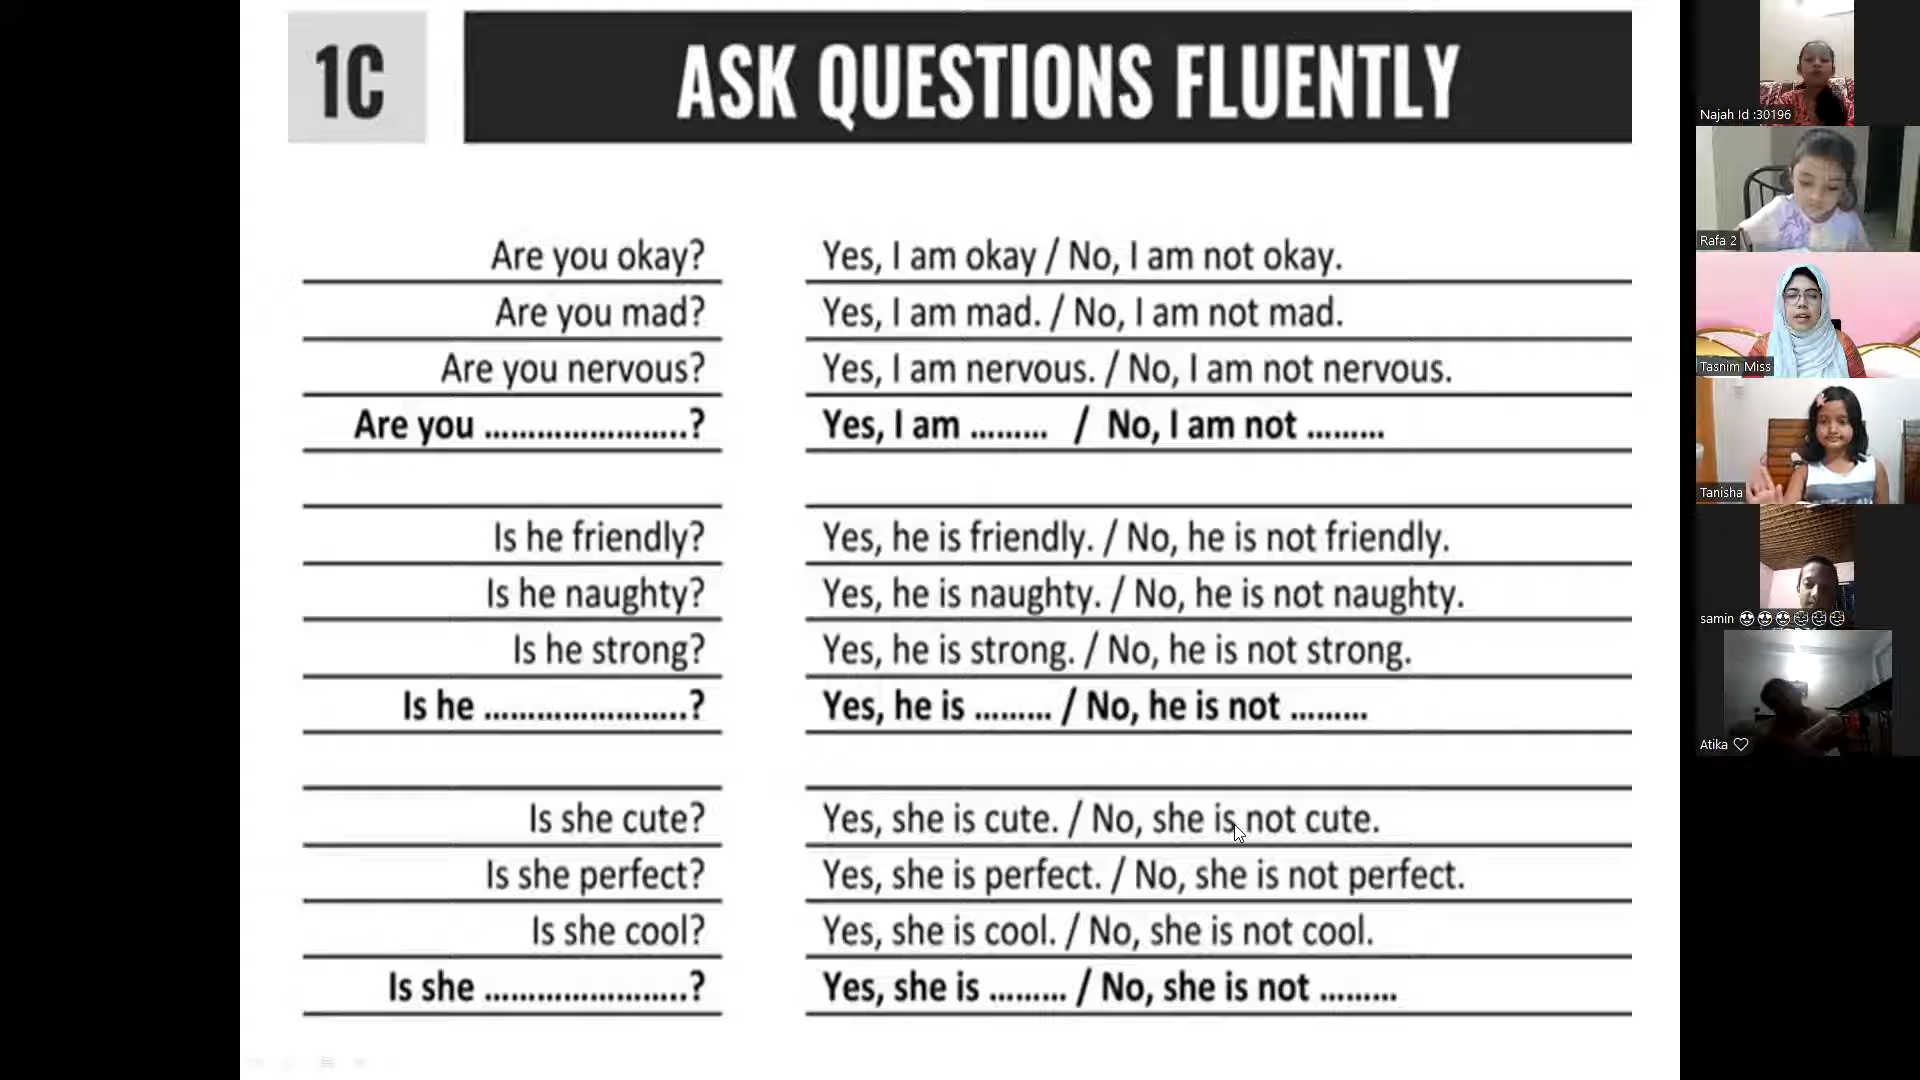 1C
ASK QUESTIONS FLUENTLY
Are you okay? Yes, I am okay / No, I am not okay.
Are you mad? Yes, I am mad. / No, I am not mad.
Are you nervous? Yes, I am nervous. / No, I am not nervous.
Are you ........................? Yes, I am ......... / No, I am not .........
Is he friendly? Yes, he is friendly. / No, he is not friendly.
Is he naughty? Yes, he is naughty. / No, he is not naughty.
Is he strong? Yes, he is strong. / No, he is not strong.
Is he ........................? Yes, he is ......... / No, he is not .........
Is she cute? Yes, she is cute. / No, she is not cute.
Is she perfect? Yes, she is perfect. / No, she is not perfect.
Is she cool? Yes, she is cool. / No, she is not cool.
Is she ........................? Yes, she is ......... / No, she is not .........
Najah Id :30196
Rafa 2
Tasnim Miss
Tanisha
samin
Atika ♡